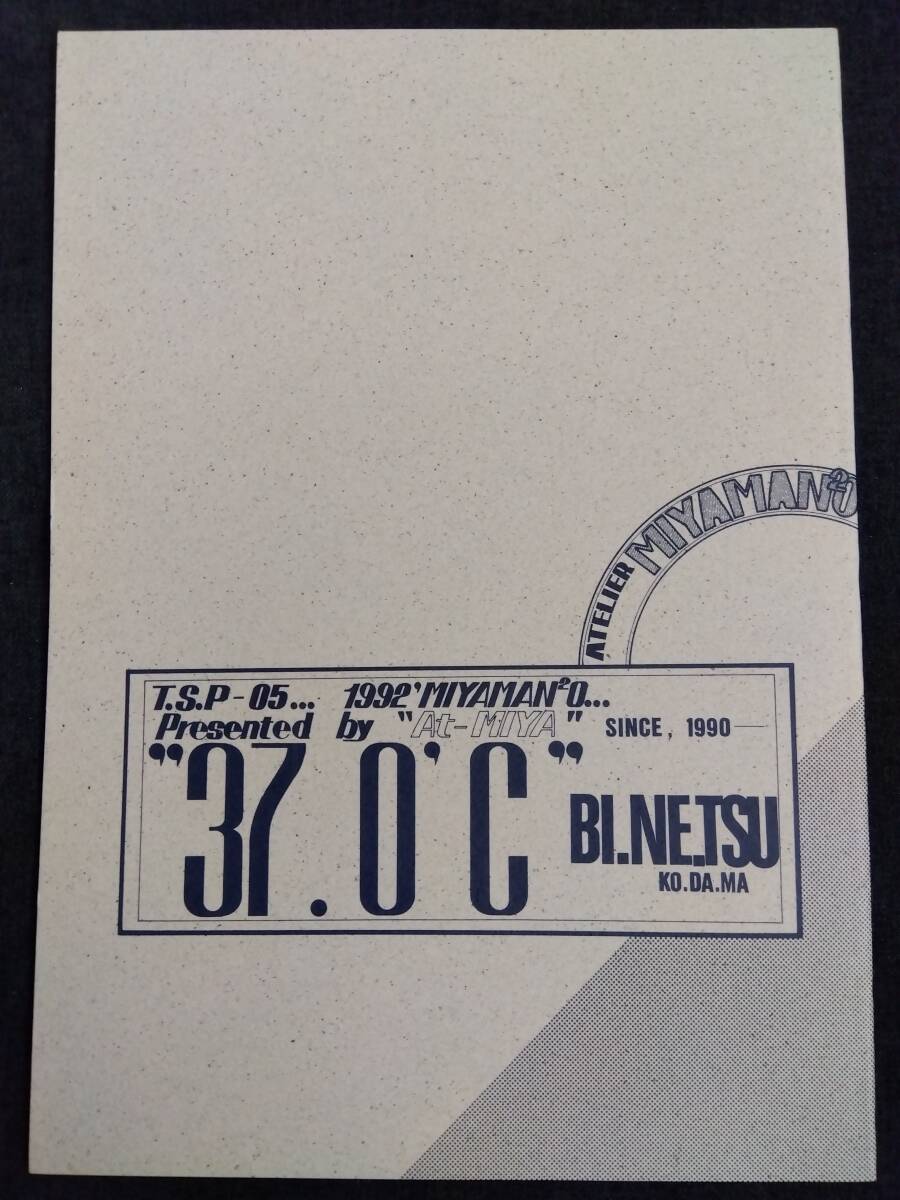 ATELIER MIYAMAN²O
T.S.P-05... 1992'MIYAMAN²O...
Presented by "At-MIYA" SINCE, 1990
"37.0'C"
BI.NE.TSU
KO.DA.MA